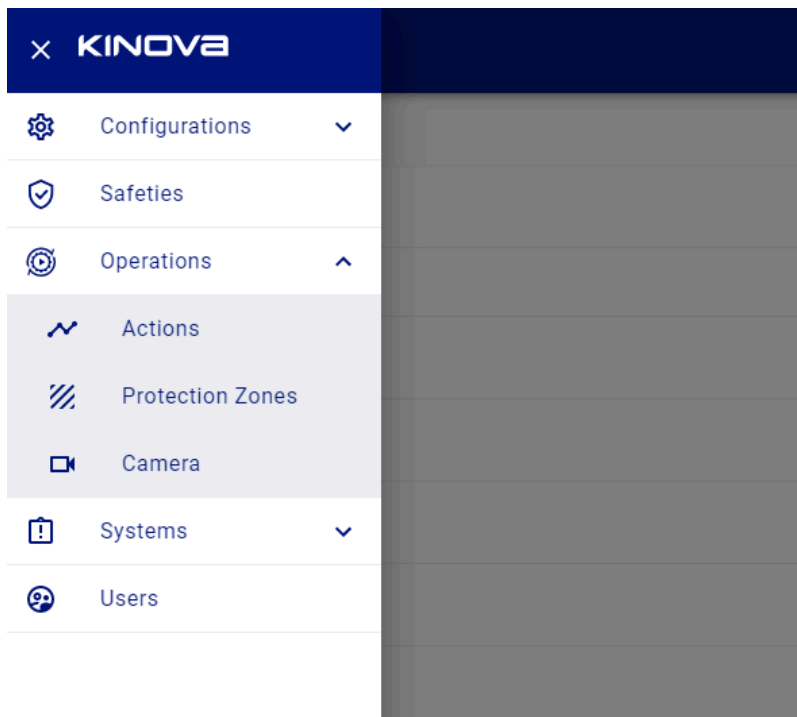 KINOVA
Configurations
Safeties
Operations
Actions
Protection Zones
Camera
Systems
Users